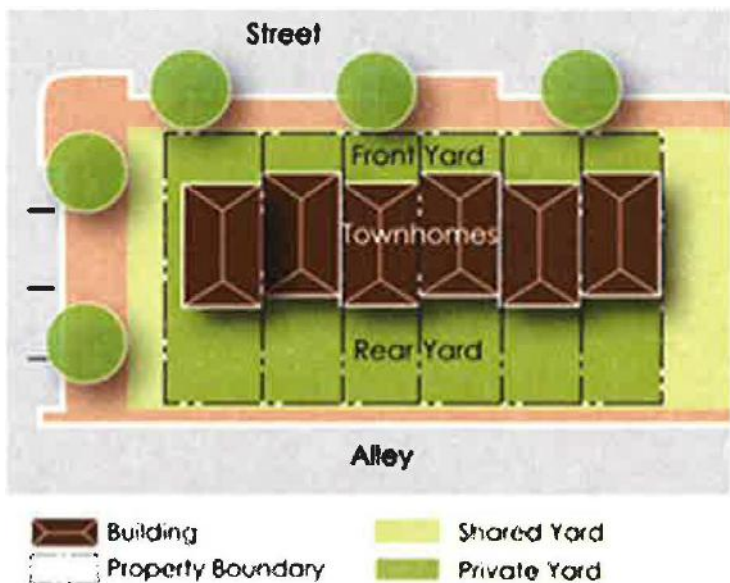 Street
Front Yard
Townhomes
Rear Yard
Alley
Building
Shared Yard
Property Boundary
Private Yard